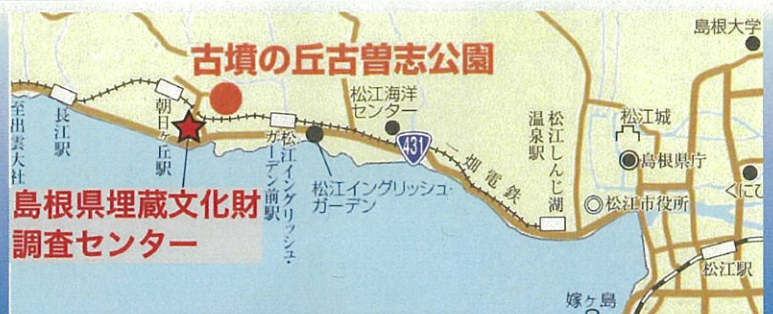 島根大学
古墳の丘古曽志公園
松江海洋
センター
431
一畑電鉄
松江しんじ湖
温泉駅
松江城
島根県庁
くにび
松江市役所
松江駅
嫁ヶ島
至出雲大社
長江駅
朝日ヶ丘駅
松江イングリッシュ・
ガーデン前駅
松江イングリッシュ・
ガーデン
島根県埋蔵文化財
調査センター